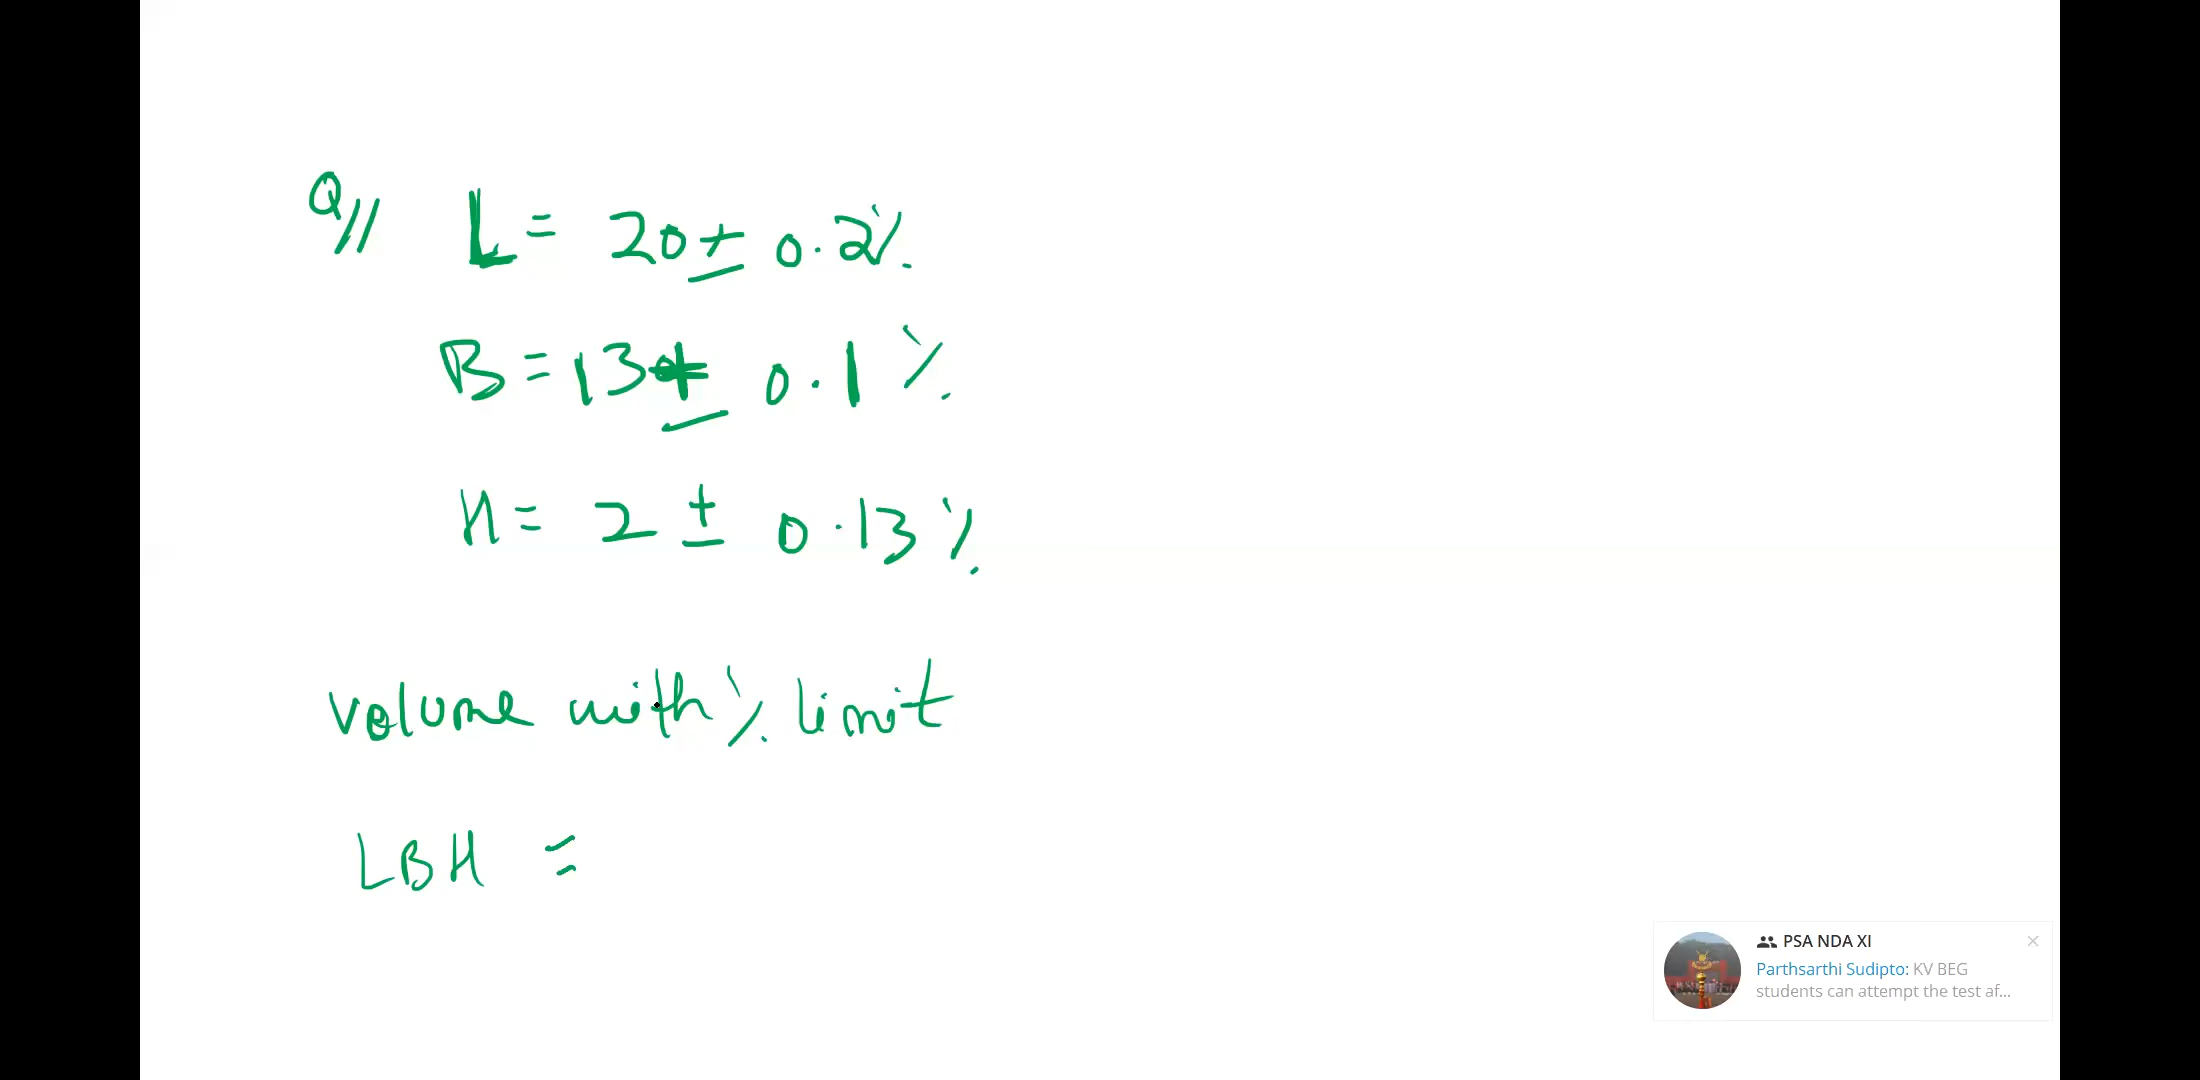 Q// L = 20 ± 0.2%
B = 13 ± 0.1%
H = 2 ± 0.13%
volume with % limit
LBH =
PSA NDA XI
Parthsarthi Sudipto: KV BEG
students can attempt the test af...